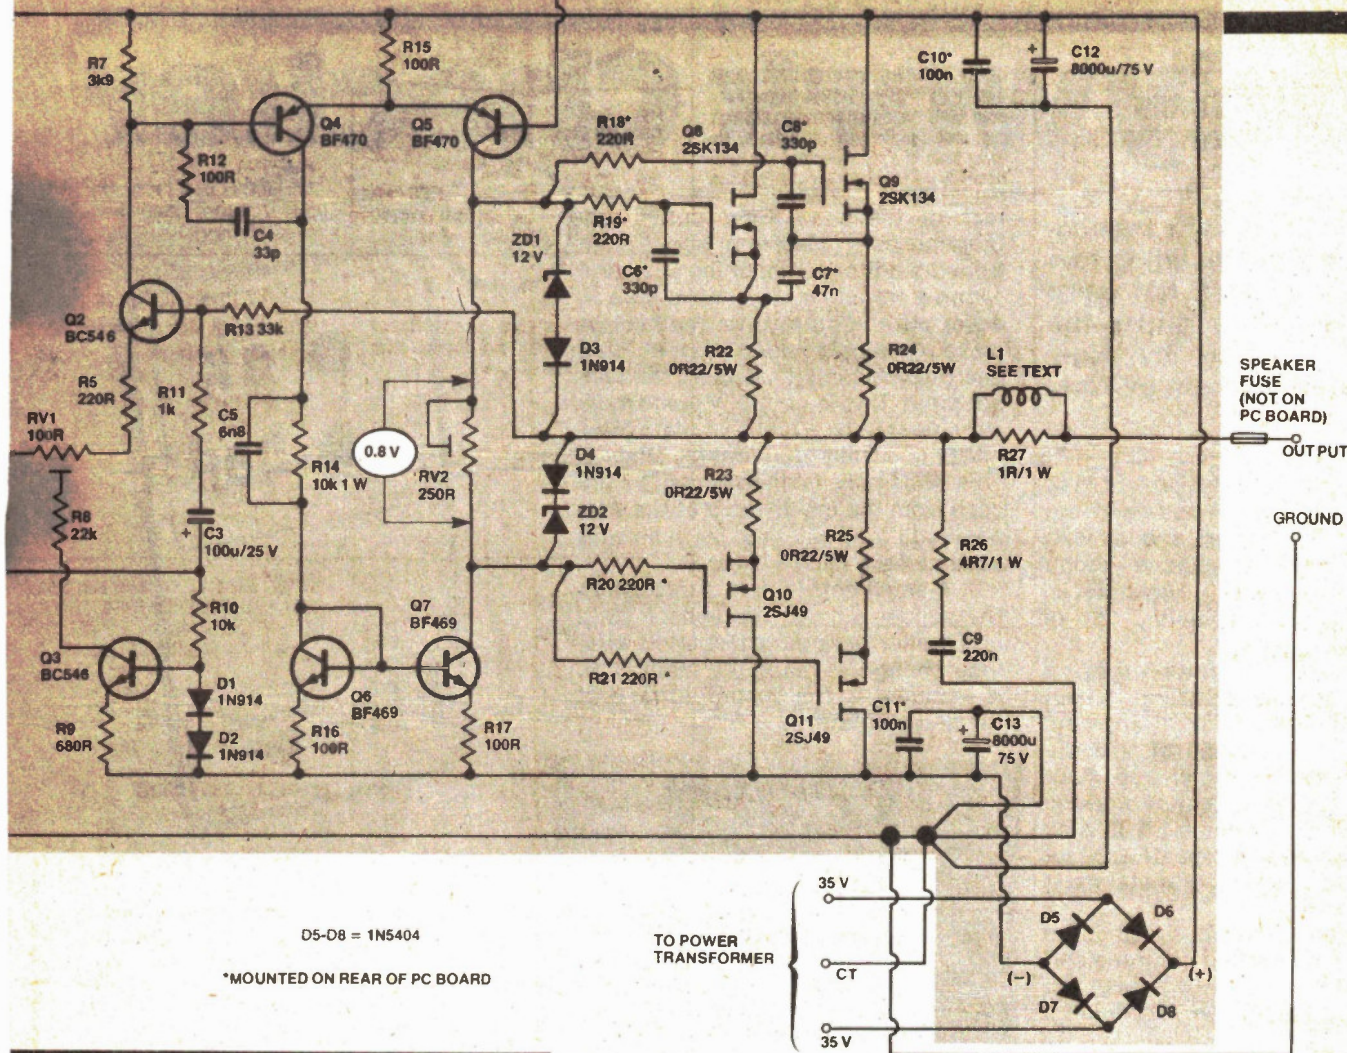 R7
3k9
R15
100R
C10*
100n
C12
8000u/75 V
+
Q4
BF470
Q5
BF470
R18*
220R
Q8
2SK134
C8*
330p
R12
100R
Q9
2SK134
C4
33p
R19*
220R
ZD1
12 V
C6*
330p
C7*
47n
Q2
BC546
R13 33k
D3
1N914
R22
0R22/5W
R24
0R22/5W
L1
SEE TEXT
SPEAKER
FUSE
(NOT ON
PC BOARD)
R5
220R
R11
1k
C5
6n8
RV1
100R
0.8 V
D4
1N914
R27
1R/1 W
OUTPUT
R14
10k 1 W
RV2
250R
R23
0R22/5W
ZD2
12 V
R8
22k
+
C3
100u/25 V
R25
0R22/5W
R26
4R7/1 W
GROUND
R20 220R *
Q10
2SJ49
R10
10k
Q7
BF469
C9
220n
Q3
BC546
D1
1N914
Q6
BF469
R21 220R *
R9
680R
D2
1N914
R16
100R
R17
100R
Q11
2SJ49
C11*
100n
+
C13
8000u
75 V
35 V
D5
D6
D5-D8 = 1N5404
TO POWER
TRANSFORMER
CT
(-)
(+)
*MOUNTED ON REAR OF PC BOARD
D7
D8
35 V